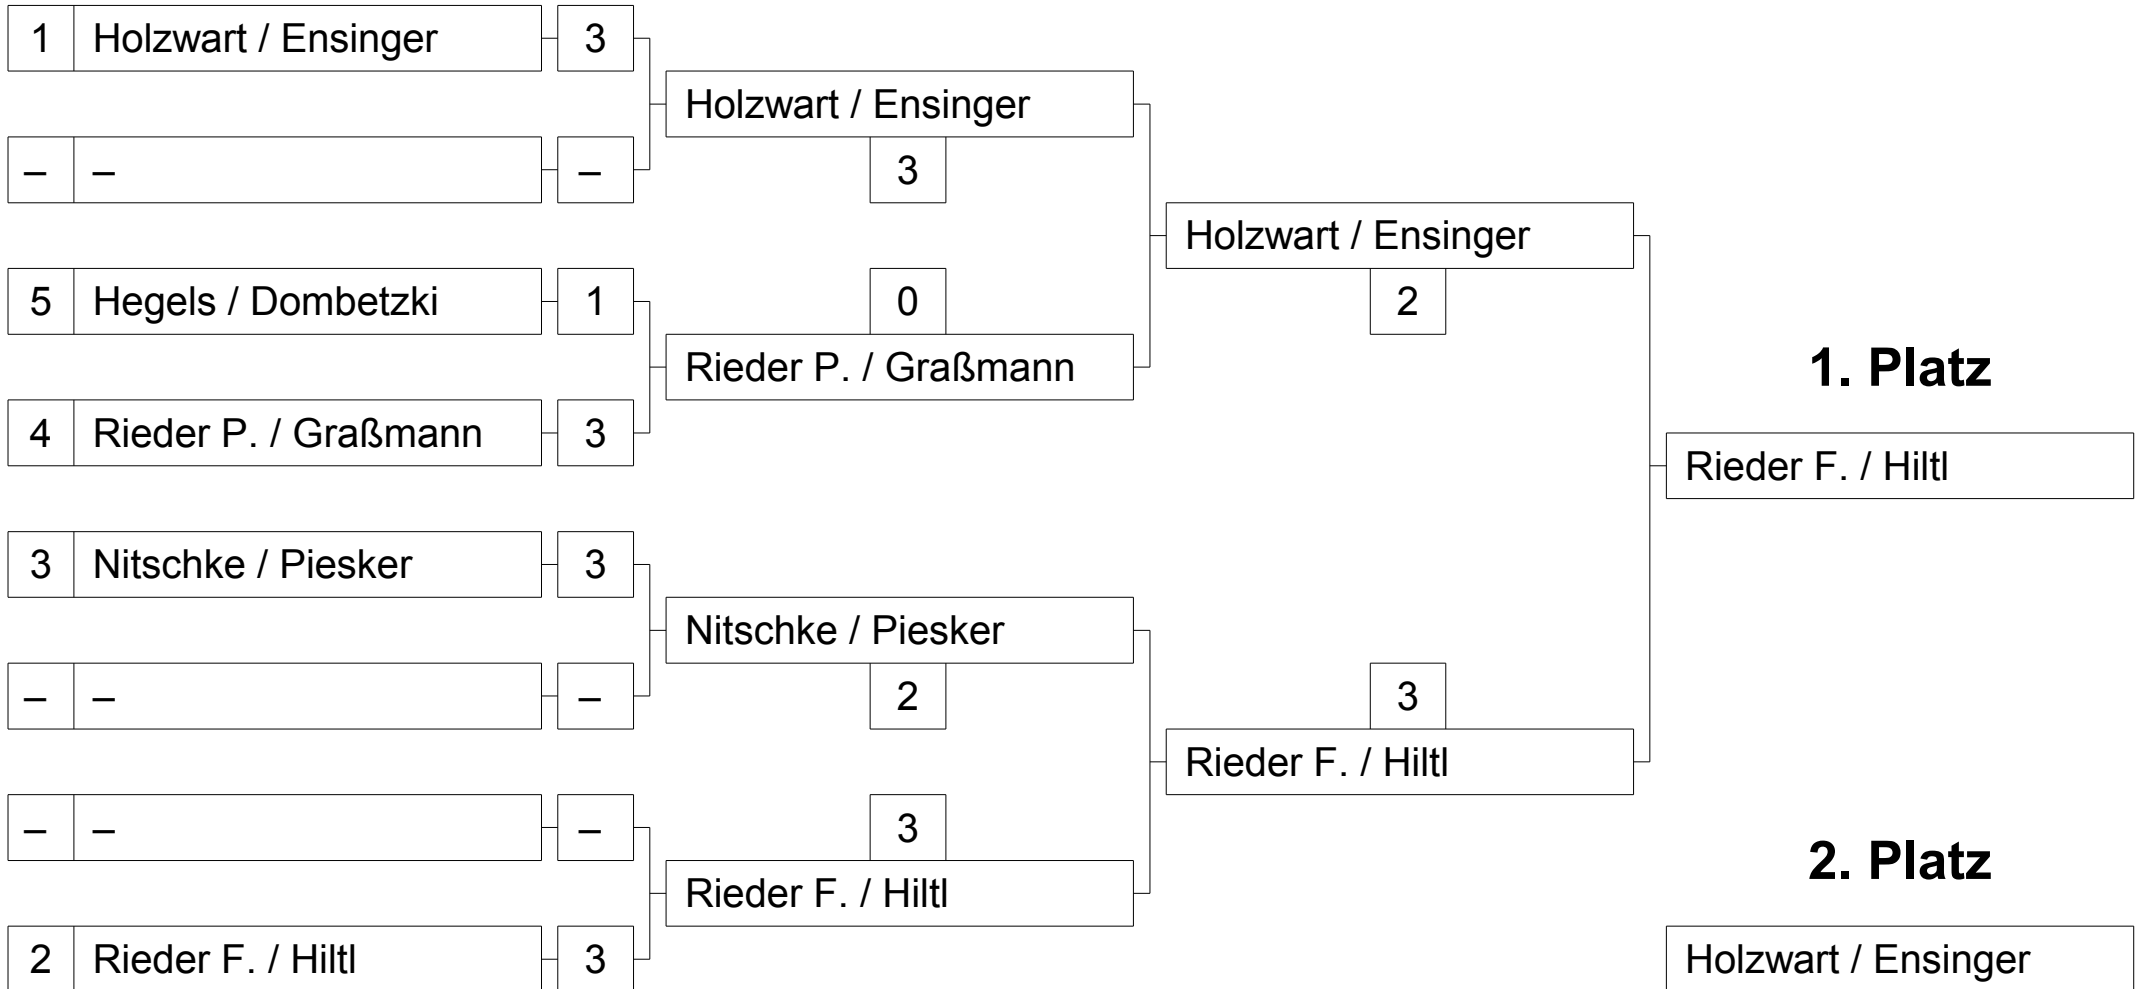 1 Holzwart / Ensinger 3
Holzwart / Ensinger
– – – 3
Holzwart / Ensinger
5 Hegels / Dombetzki 1 0 2
Rieder P. / Graßmann 1. Platz
4 Rieder P. / Graßmann 3
Rieder F. / Hiltl
3 Nitschke / Piesker 3
Nitschke / Piesker
– – – 2 3
Rieder F. / Hiltl
– – – 3
2. Platz
Rieder F. / Hiltl
2 Rieder F. / Hiltl 3 Holzwart / Ensinger